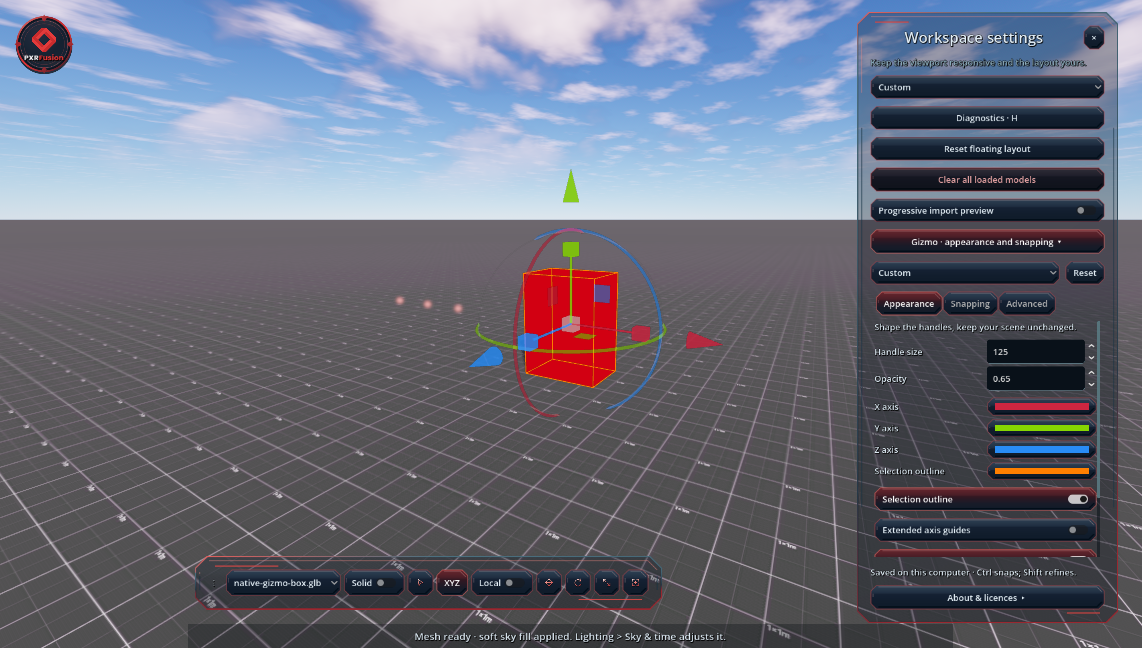 PXRFusion
Workspace settings
×
Keep the viewport responsive and the layout yours.
Custom
Diagnostics · H
Reset floating layout
Clear all loaded models
Progressive import preview
Gizmo · appearance and snapping ▾
Custom
Reset
Appearance
Snapping
Advanced
Shape the handles, keep your scene unchanged.
Handle size
125
Opacity
0.65
X axis
Y axis
Z axis
Selection outline
Selection outline
Extended axis guides
Saved on this computer. · Ctrl snaps; Shift refines.
About & licences ▸
native-gizmo-box.glb
Solid
XYZ
Local
Mesh ready · soft sky fill applied. Lighting > Sky & time adjusts it.